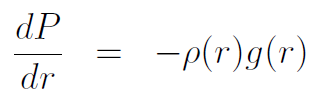 dP/dr = −ρ(r)g(r)